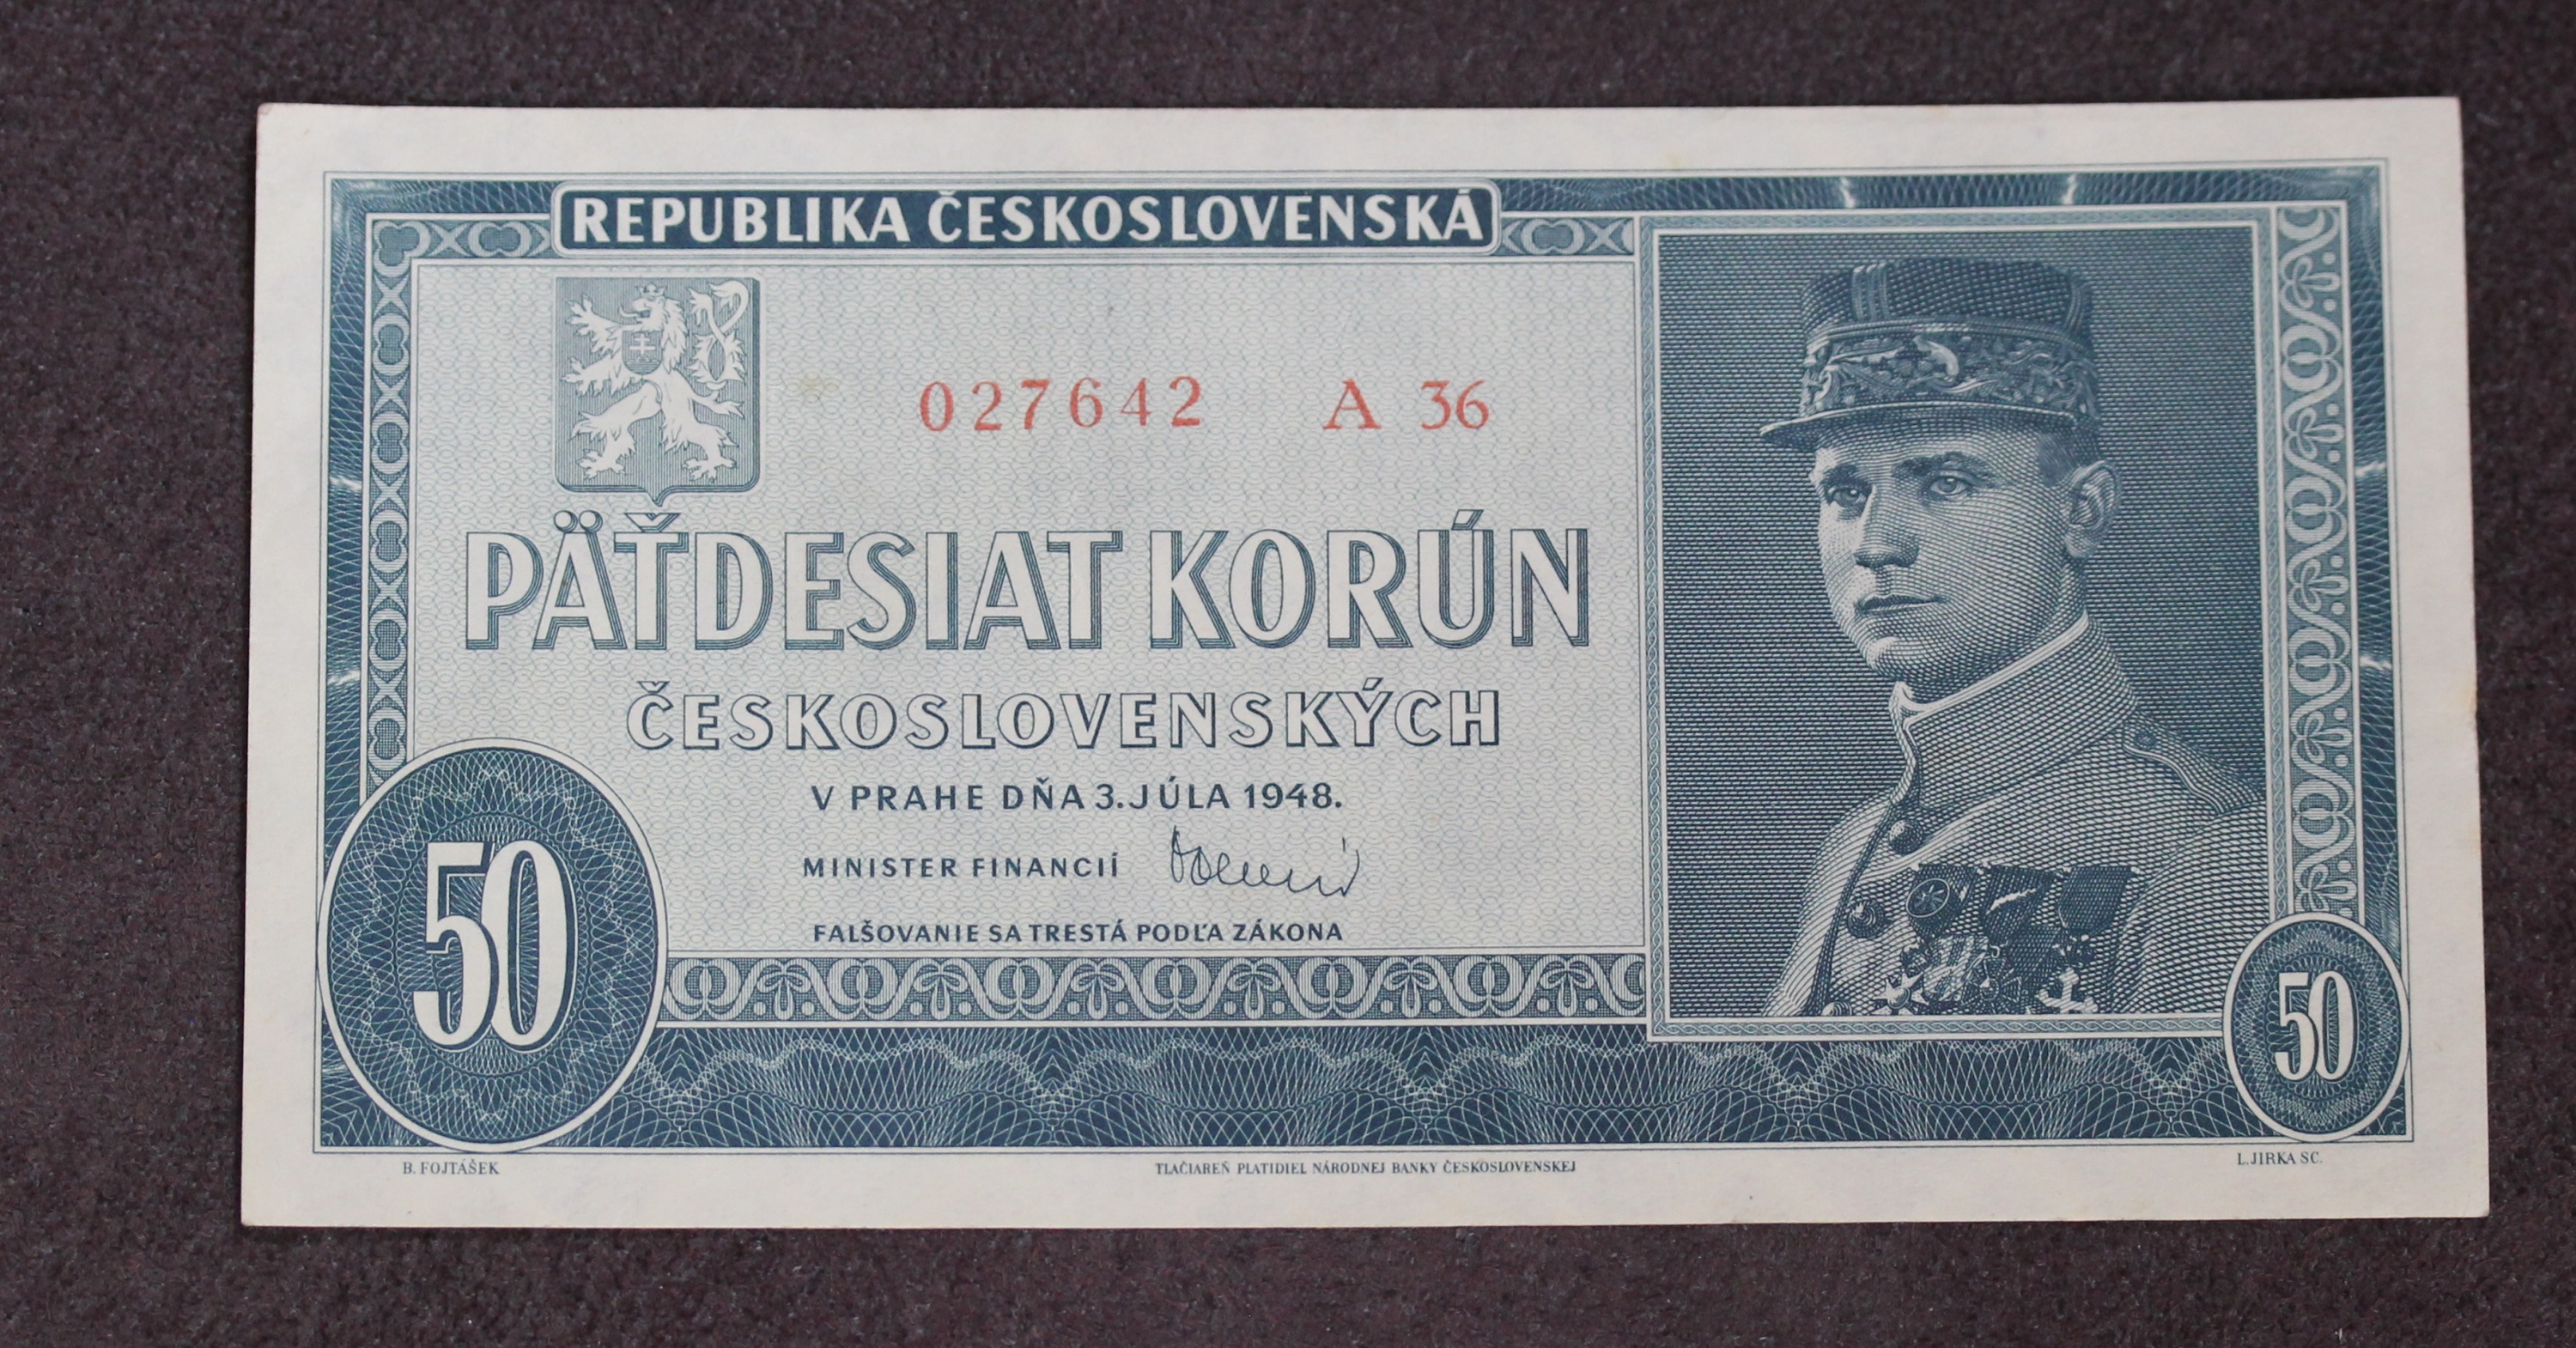 REPUBLIKA ČESKOSLOVENSKÁ
027642 A 36
PÄŤDESIAT KORÚN
ČESKOSLOVENSKÝCH
V PRAHE DŇA 3. JÚLA 1948.
MINISTER FINANCIÍ
FALŠOVANIE SA TRESTÁ PODĽA ZÁKONA
50
50
B. FOJTÁŠEK
TLAČIAREŇ PLATIDIEL NÁRODNEJ BANKY ČESKOSLOVENSKEJ
L. JIRKA SC.